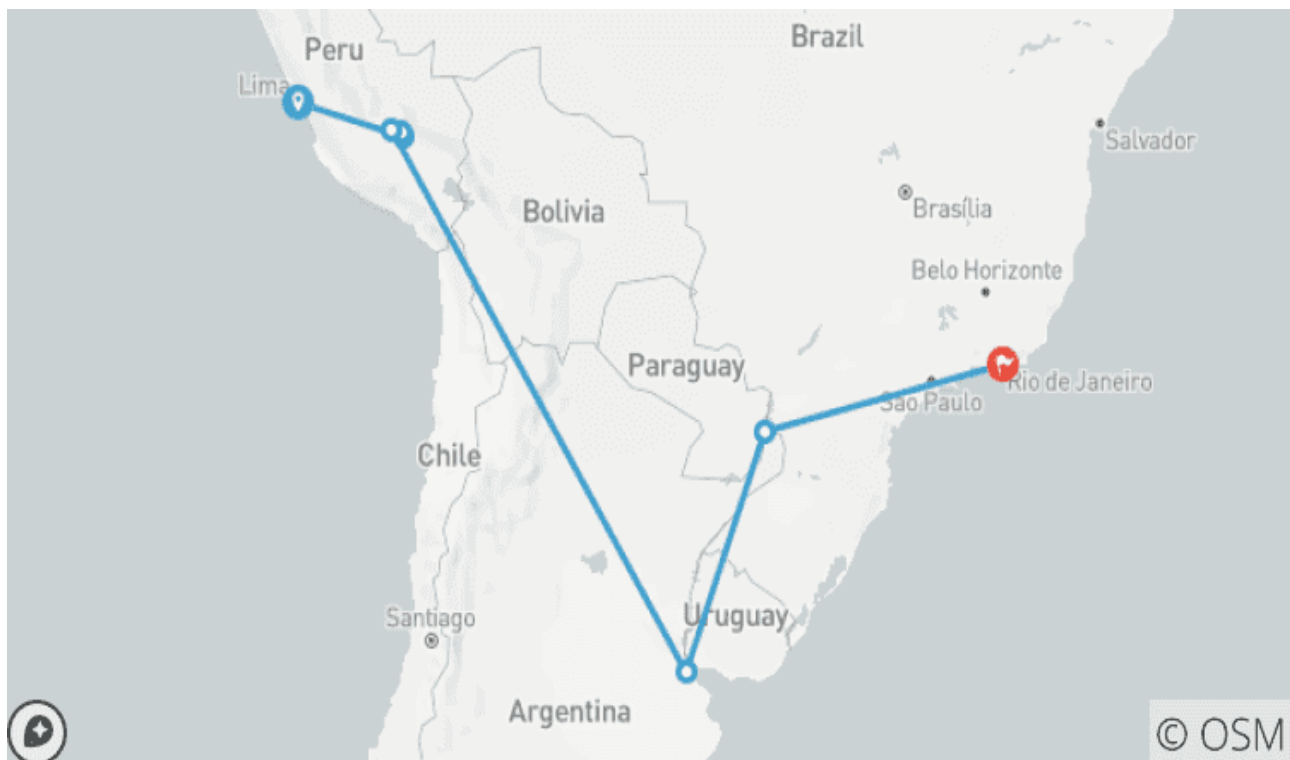 Peru
Brazil
Lima
Salvador
Bolivia
Brasília
Belo Horizonte
Paraguay
Rio de Janeiro
São Paulo
Chile
Santiago
Uruguay
Argentina
© OSM